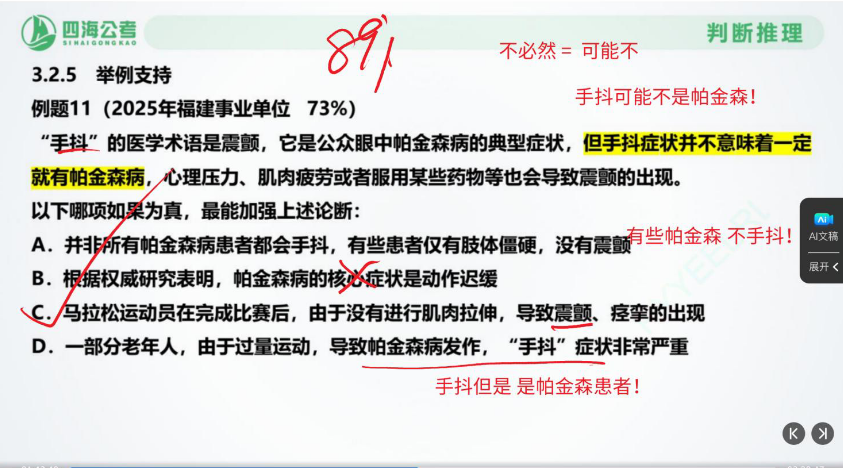 四海公考
SIHAIGONGKAO
判断推理
89%
不必然 = 可能不
3.2.5 举例支持
手抖可能不是帕金森！
例题11（2025年福建事业单位 73%）
“手抖”的医学术语是震颤，它是公众眼中帕金森病的典型症状，但手抖症状并不意味着一定
就有帕金森病，心理压力、肌肉疲劳或者服用某些药物等也会导致震颤的出现。
以下哪项如果为真，最能加强上述论断：
A．并非所有帕金森病患者都会手抖，有些患者仅有肢体僵硬，没有震颤
有些帕金森 不手抖！
AI文稿
展开
B．根据权威研究表明，帕金森病的核心症状是动作迟缓
C．马拉松运动员在完成比赛后，由于没有进行肌肉拉伸，导致震颤、痉挛的出现
D．一部分老年人，由于过量运动，导致帕金森病发作，“手抖”症状非常严重
手抖但是 是帕金森患者！